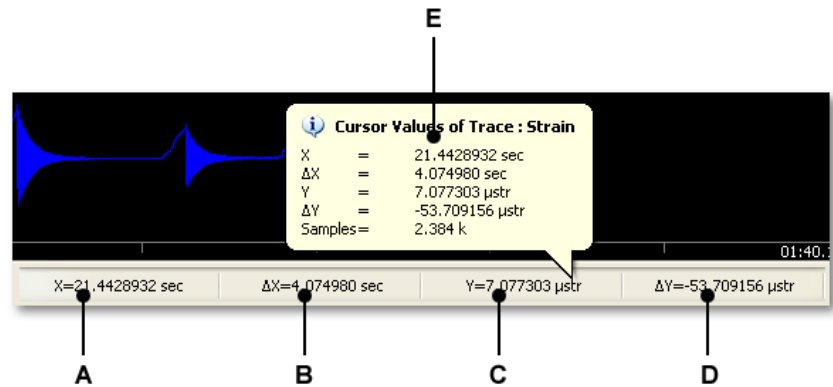 E
Cursor Values of Trace : Strain
X = 21.4428932 sec
ΔX = 4.074980 sec
Y = 7.077303 µstr
ΔY = -53.709156 µstr
Samples= 2.384 k
01:40.1
X=21.4428932 sec ΔX=4.074980 sec Y=7.077303 µstr ΔY=-53.709156 µstr
A B C D